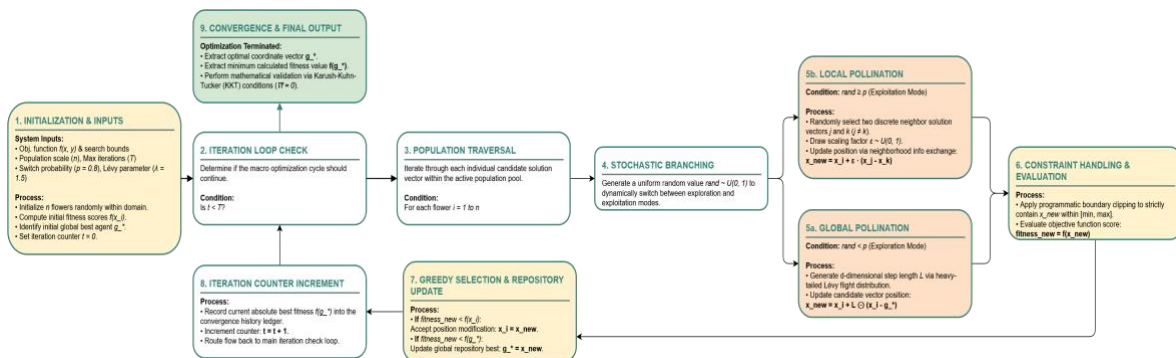 9. CONVERGENCE & FINAL OUTPUT
Optimization Terminated:
• Extract optimal coordinate vector g_*.
• Extract minimum calculated fitness value f(g_*).
• Perform mathematical validation via Karush-Kuhn-
Tucker (KKT) conditions ( = 0).
1. INITIALIZATION & INPUTS
System Inputs:
• Obj. function f(x, y) & search bounds
• Population scale (n), Max iterations (T)
• Switch probability (p = 0.8), Lévy parameter (λ =
1.5)
Process:
• Initialize n flowers randomly within domain.
• Compute initial fitness scores f(x_i).
• Identify initial global best agent g_*.
• Set iteration counter t = 0.
2. ITERATION LOOP CHECK
Determine if the macro optimization cycle should
continue.
Condition:
Is t < T?
3. POPULATION TRAVERSAL
Iterate through each individual candidate solution
vector within the active population pool.
Condition:
For each flower i = 1 to n
4. STOCHASTIC BRANCHING
Generate a uniform random value rand ~ U(0, 1) to
dynamically switch between exploration and
exploitation modes.
5b. LOCAL POLLINATION
Condition: rand ≥ p (Exploitation Mode)
Process:
• Randomly select two discrete neighbor solution
vectors j and k (j ≠ k).
• Draw scaling factor ε ~ U(0, 1).
• Update position via neighborhood info exchange:
x_new = x_i + ε · (x_j - x_k)
5a. GLOBAL POLLINATION
Condition: rand < p (Exploration Mode)
Process:
• Generate d-dimensional step length L via heavy-
tailed Lévy flight distribution.
• Update candidate vector position:
x_new = x_i + L ⊙ (x_i - g_*)
6. CONSTRAINT HANDLING &
EVALUATION
Process:
• Apply programmatic boundary clipping to strictly
contain x_new within [min, max].
• Evaluate objective function score:
fitness_new = f(x_new)
7. GREEDY SELECTION & REPOSITORY
UPDATE
Process:
• If fitness_new < f(x_i):
Accept position modification: x_i = x_new.
• If fitness_new < f(g_*):
Update global repository best: g_* = x_new.
8. ITERATION COUNTER INCREMENT
Process:
• Record current absolute best fitness f(g_*) into the
convergence history ledger.
• Increment counter: t = t + 1.
• Route flow back to main iteration check loop.